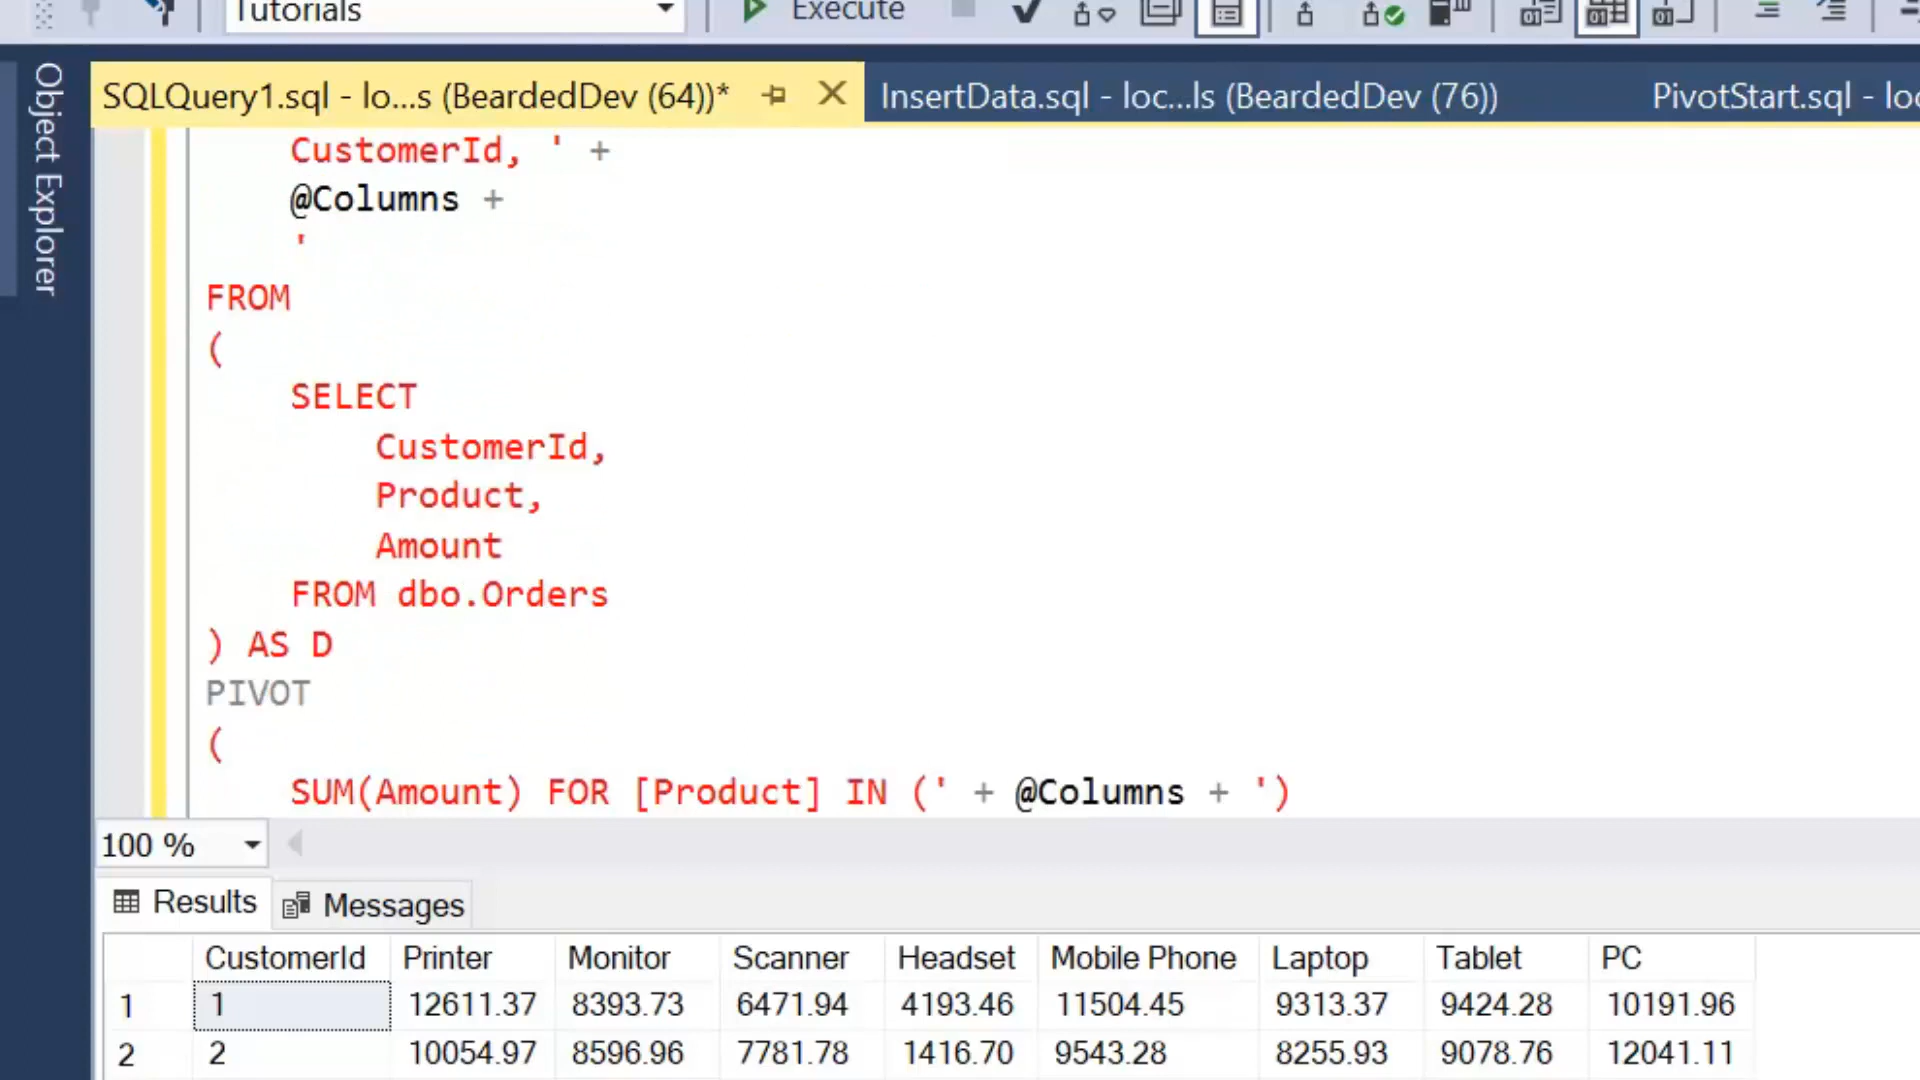 Tutorials
Execute
Object Explorer
SQLQuery1.sql - lo...s (BeardedDev (64))*
InsertData.sql - loc...ls (BeardedDev (76))
PivotStart.sql - loc
CustomerId, ' +
@Columns +
'
FROM
(
SELECT
CustomerId,
Product,
Amount
FROM dbo.Orders
) AS D
PIVOT
(
SUM(Amount) FOR [Product] IN (' + @Columns + ')
100 %
Results
Messages
CustomerId Printer Monitor Scanner Headset Mobile Phone Laptop Tablet PC
1 1 12611.37 8393.73 6471.94 4193.46 11504.45 9313.37 9424.28 10191.96
2 2 10054.97 8596.96 7781.78 1416.70 9543.28 8255.93 9078.76 12041.11